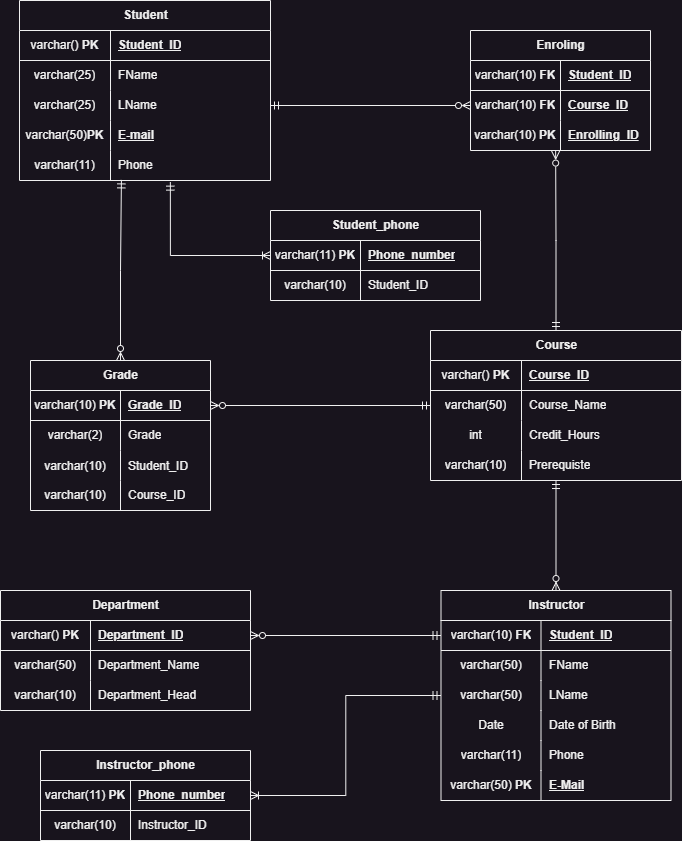 Student
varchar() PK Student_ID
varchar(25) FName
varchar(25) LName
varchar(50)PK E-mail
varchar(11) Phone
Enroling
varchar(10) FK Student_ID
varchar(10) FK Course_ID
varchar(10) PK Enrolling_ID
Student_phone
varchar(11) PK Phone_number
varchar(10) Student_ID
Course
varchar() PK Course_ID
varchar(50) Course_Name
int Credit_Hours
varchar(10) Prerequiste
Grade
varchar(10) PK Grade_ID
varchar(2) Grade
varchar(10) Student_ID
varchar(10) Course_ID
Department
varchar() PK Department_ID
varchar(50) Department_Name
varchar(10) Department_Head
Instructor
varchar(10) FK Student_ID
varchar(50) FName
varchar(50) LName
Date Date of Birth
varchar(11) Phone
varchar(50) PK E-Mail
Instructor_phone
varchar(11) PK Phone_number
varchar(10) Instructor_ID